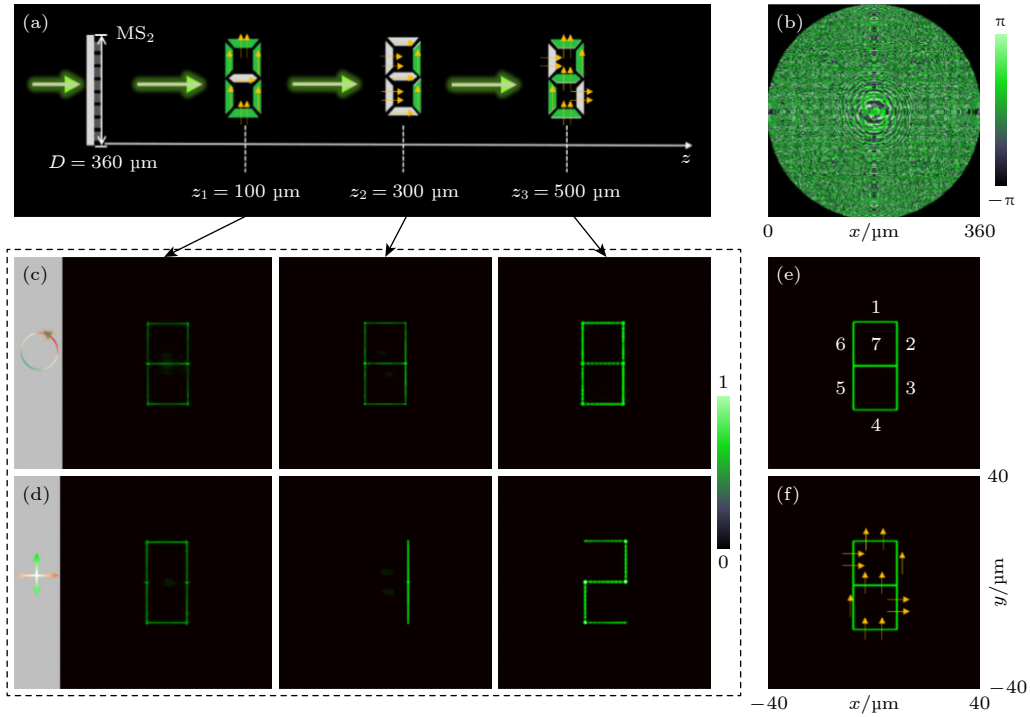 (a)
MS2
D = 360 µm
z
z1 = 100 µm
z2 = 300 µm
z3 = 500 µm
(b)
π
−π
0
x/µm
360
(c)
1
0
(d)
(e)
1
6
7
2
5
3
4
(f)
40
y/µm
−40
−40
x/µm
40